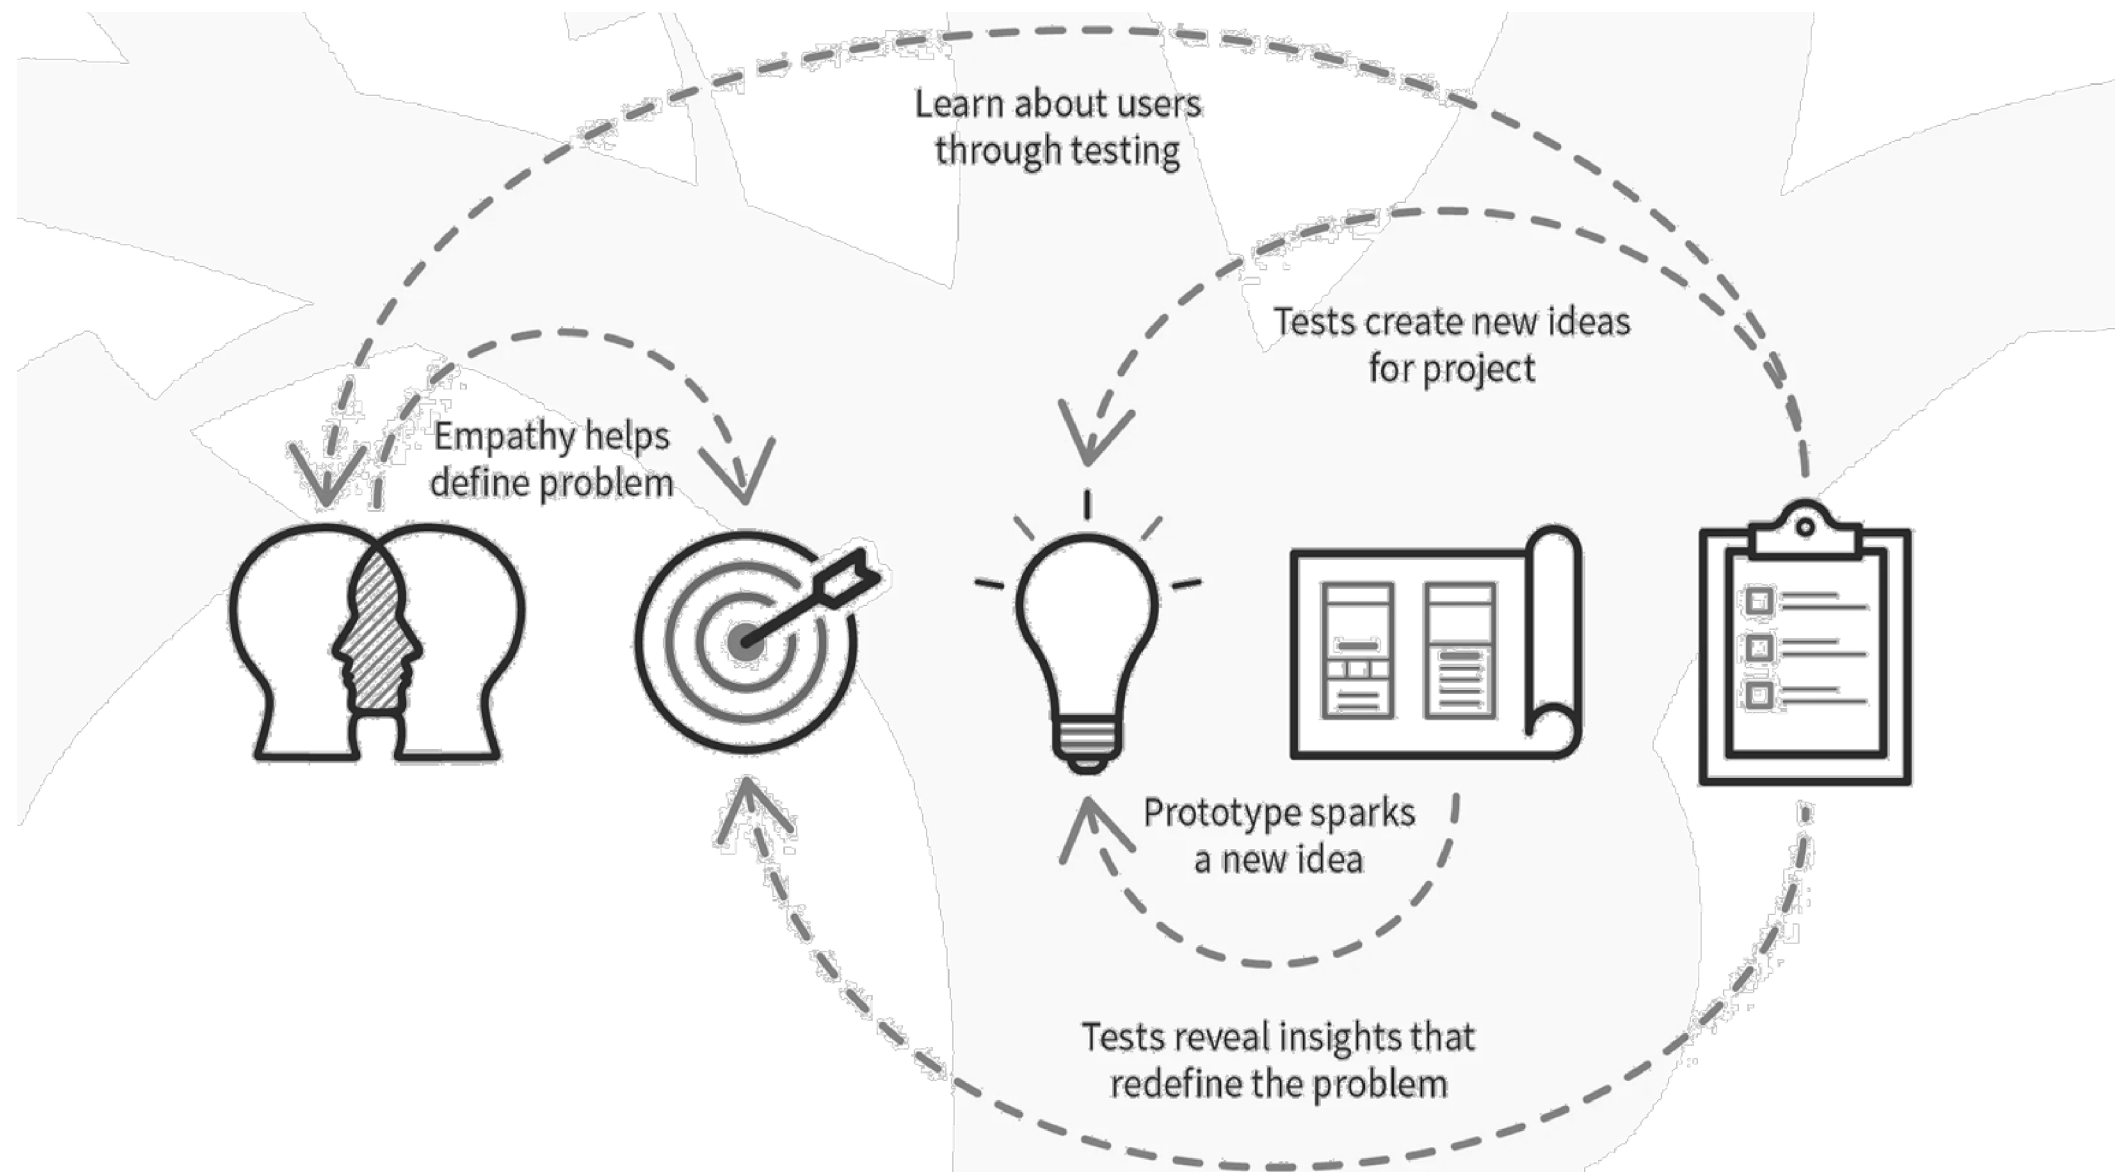 Learn about users
through testing
Tests create new ideas
for project
Empathy helps
define problem
Prototype sparks
a new idea
Tests reveal insights that
redefine the problem